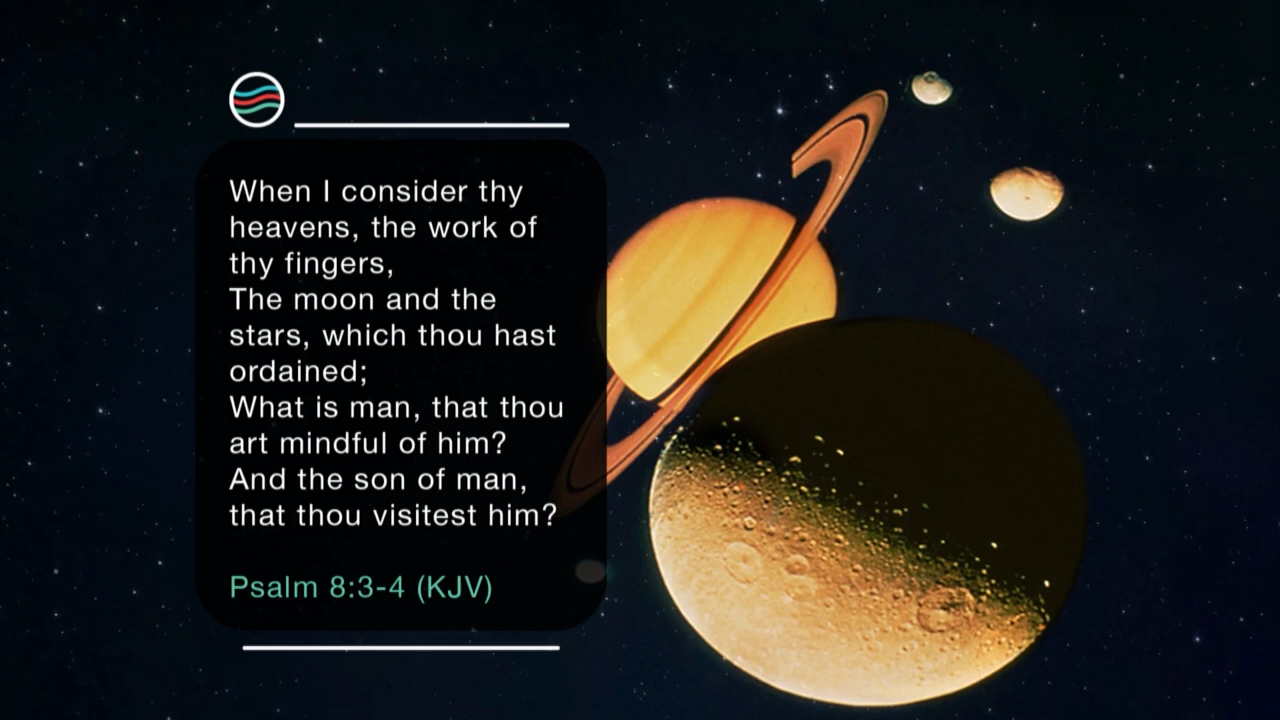 When I consider thy
heavens, the work of
thy fingers,
The moon and the
stars, which thou hast
ordained;
What is man, that thou
art mindful of him?
And the son of man,
that thou visitest him?
Psalm 8:3-4 (KJV)